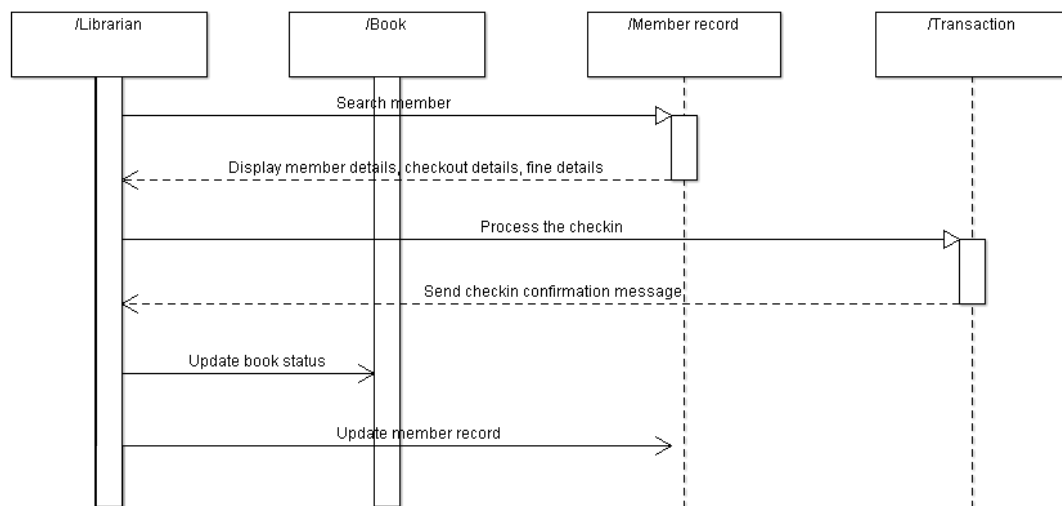 /Librarian
/Book
/Member record
/Transaction
Search member
Display member details, checkout details, fine details
Process the checkin
Send checkin confirmation message
Update book status
Update member record